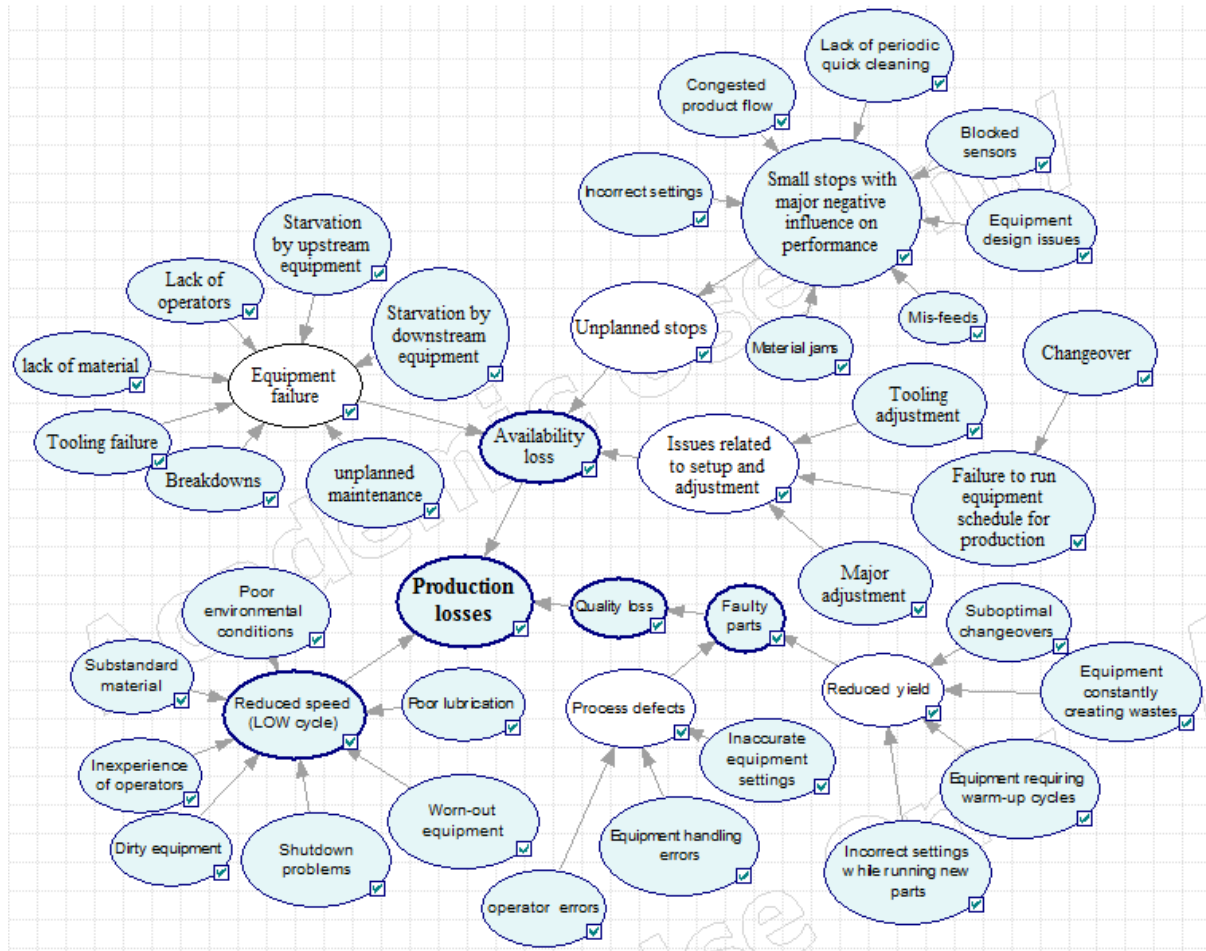 Lack of periodic
quick cleaning
Congested
product flow
Blocked
sensors
Incorrect settings
Small stops with
major negative
influence on
performance
Equipment
design issues
Starvation
by upstream
equipment
Lack of
operators
Starvation by
downstream
equipment
Unplanned stops
Mis-feeds
Material jams
Changeover
lack of material
Equipment
failure
Tooling
adjustment
Tooling failure
Availability
loss
Issues related
to setup and
adjustment
Breakdowns
unplanned
maintenance
Failure to run
equipment
schedule for
production
Major
adjustment
Production
losses
Quality loss
Faulty
parts
Suboptimal
changeovers
Poor
environmental
conditions
Substandard
material
Reduced speed
(LOW cycle)
Poor lubrication
Process defects
Reduced yield
Equipment
constantly
creating wastes
Inaccurate
equipment
settings
Inexperience
of operators
Equipment requiring
warm-up cycles
Worn-out
equipment
Dirty equipment
Shutdown
problems
Equipment handling
errors
Incorrect settings
while running new
parts
operator errors